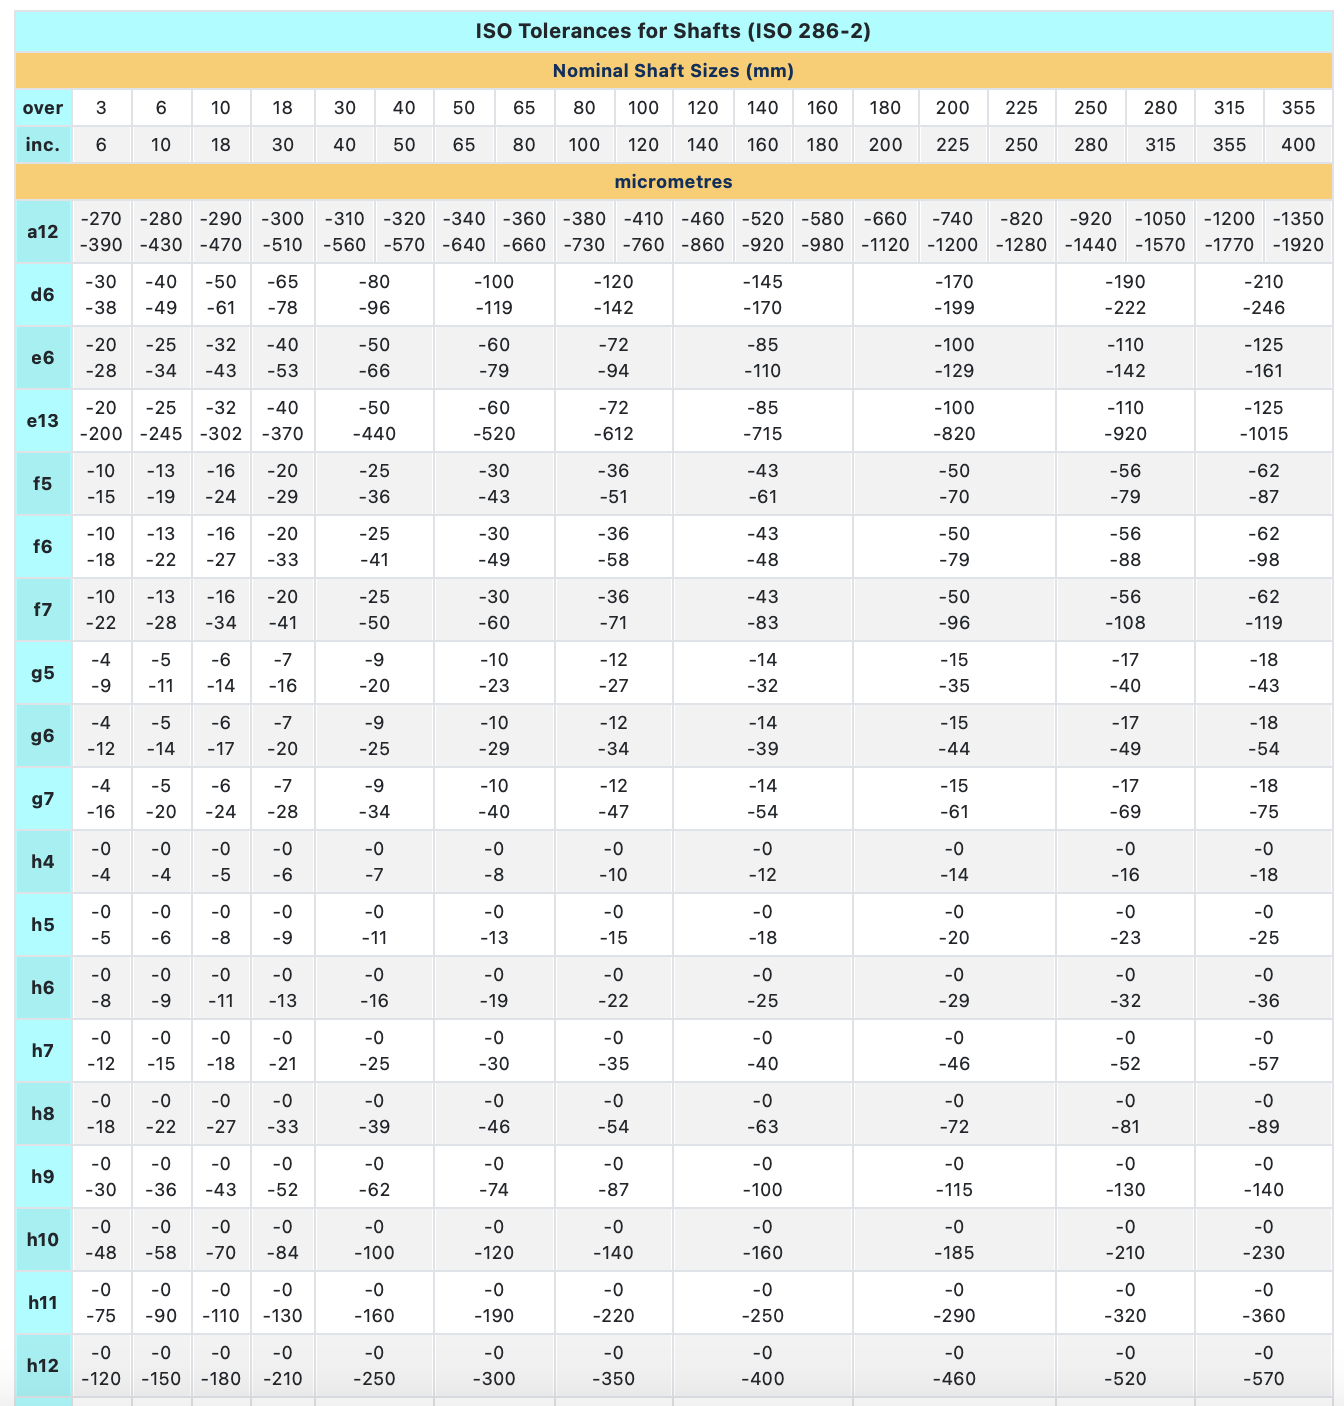 ISO Tolerances for Shafts (ISO 286-2)
Nominal Shaft Sizes (mm)
over 3 6 10 18 30 40 50 65 80 100 120 140 160 180 200 225 250 280 315 355
inc. 6 10 18 30 40 50 65 80 100 120 140 160 180 200 225 250 280 315 355 400
micrometres
a12
-270 -280 -290 -300 -310 -320 -340 -360 -380 -410 -460 -520 -580 -660 -740 -820 -920 -1050 -1200 -1350
-390 -430 -470 -510 -560 -570 -640 -660 -730 -760 -860 -920 -980 -1120 -1200 -1280 -1440 -1570 -1770 -1920
d6
-30 -40 -50 -65 -80 -100 -120 -145 -170 -190 -210
-38 -49 -61 -78 -96 -119 -142 -170 -199 -222 -246
e6
-20 -25 -32 -40 -50 -60 -72 -85 -100 -110 -125
-28 -34 -43 -53 -66 -79 -94 -110 -129 -142 -161
e13
-20 -25 -32 -40 -50 -60 -72 -85 -100 -110 -125
-200 -245 -302 -370 -440 -520 -612 -715 -820 -920 -1015
f5
-10 -13 -16 -20 -25 -30 -36 -43 -50 -56 -62
-15 -19 -24 -29 -36 -43 -51 -61 -70 -79 -87
f6
-10 -13 -16 -20 -25 -30 -36 -43 -50 -56 -62
-18 -22 -27 -33 -41 -49 -58 -48 -79 -88 -98
f7
-10 -13 -16 -20 -25 -30 -36 -43 -50 -56 -62
-22 -28 -34 -41 -50 -60 -71 -83 -96 -108 -119
g5
-4 -5 -6 -7 -9 -10 -12 -14 -15 -17 -18
-9 -11 -14 -16 -20 -23 -27 -32 -35 -40 -43
g6
-4 -5 -6 -7 -9 -10 -12 -14 -15 -17 -18
-12 -14 -17 -20 -25 -29 -34 -39 -44 -49 -54
g7
-4 -5 -6 -7 -9 -10 -12 -14 -15 -17 -18
-16 -20 -24 -28 -34 -40 -47 -54 -61 -69 -75
h4
-0 -0 -0 -0 -0 -0 -0 -0 -0 -0 -0
-4 -4 -5 -6 -7 -8 -10 -12 -14 -16 -18
h5
-0 -0 -0 -0 -0 -0 -0 -0 -0 -0 -0
-5 -6 -8 -9 -11 -13 -15 -18 -20 -23 -25
h6
-0 -0 -0 -0 -0 -0 -0 -0 -0 -0 -0
-8 -9 -11 -13 -16 -19 -22 -25 -29 -32 -36
h7
-0 -0 -0 -0 -0 -0 -0 -0 -0 -0 -0
-12 -15 -18 -21 -25 -30 -35 -40 -46 -52 -57
h8
-0 -0 -0 -0 -0 -0 -0 -0 -0 -0 -0
-18 -22 -27 -33 -39 -46 -54 -63 -72 -81 -89
h9
-0 -0 -0 -0 -0 -0 -0 -0 -0 -0 -0
-30 -36 -43 -52 -62 -74 -87 -100 -115 -130 -140
h10
-0 -0 -0 -0 -0 -0 -0 -0 -0 -0 -0
-48 -58 -70 -84 -100 -120 -140 -160 -185 -210 -230
h11
-0 -0 -0 -0 -0 -0 -0 -0 -0 -0 -0
-75 -90 -110 -130 -160 -190 -220 -250 -290 -320 -360
h12
-0 -0 -0 -0 -0 -0 -0 -0 -0 -0 -0
-120 -150 -180 -210 -250 -300 -350 -400 -460 -520 -570